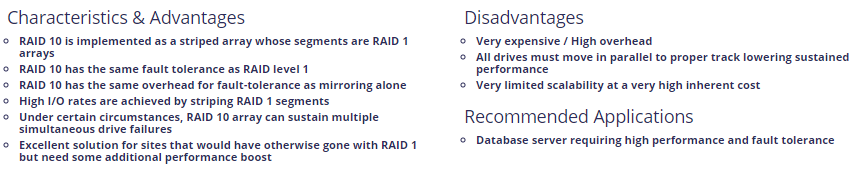 Characteristics & Advantages
RAID 10 is implemented as a striped array whose segments are RAID 1
arrays
RAID 10 has the same fault tolerance as RAID level 1
RAID 10 has the same overhead for fault-tolerance as mirroring alone
High I/O rates are achieved by striping RAID 1 segments
Under certain circumstances, RAID 10 array can sustain multiple
simultaneous drive failures
Excellent solution for sites that would have otherwise gone with RAID 1
but need some additional performance boost
Disadvantages
Very expensive / High overhead
All drives must move in parallel to proper track lowering sustained
performance
Very limited scalability at a very high inherent cost
Recommended Applications
Database server requiring high performance and fault tolerance